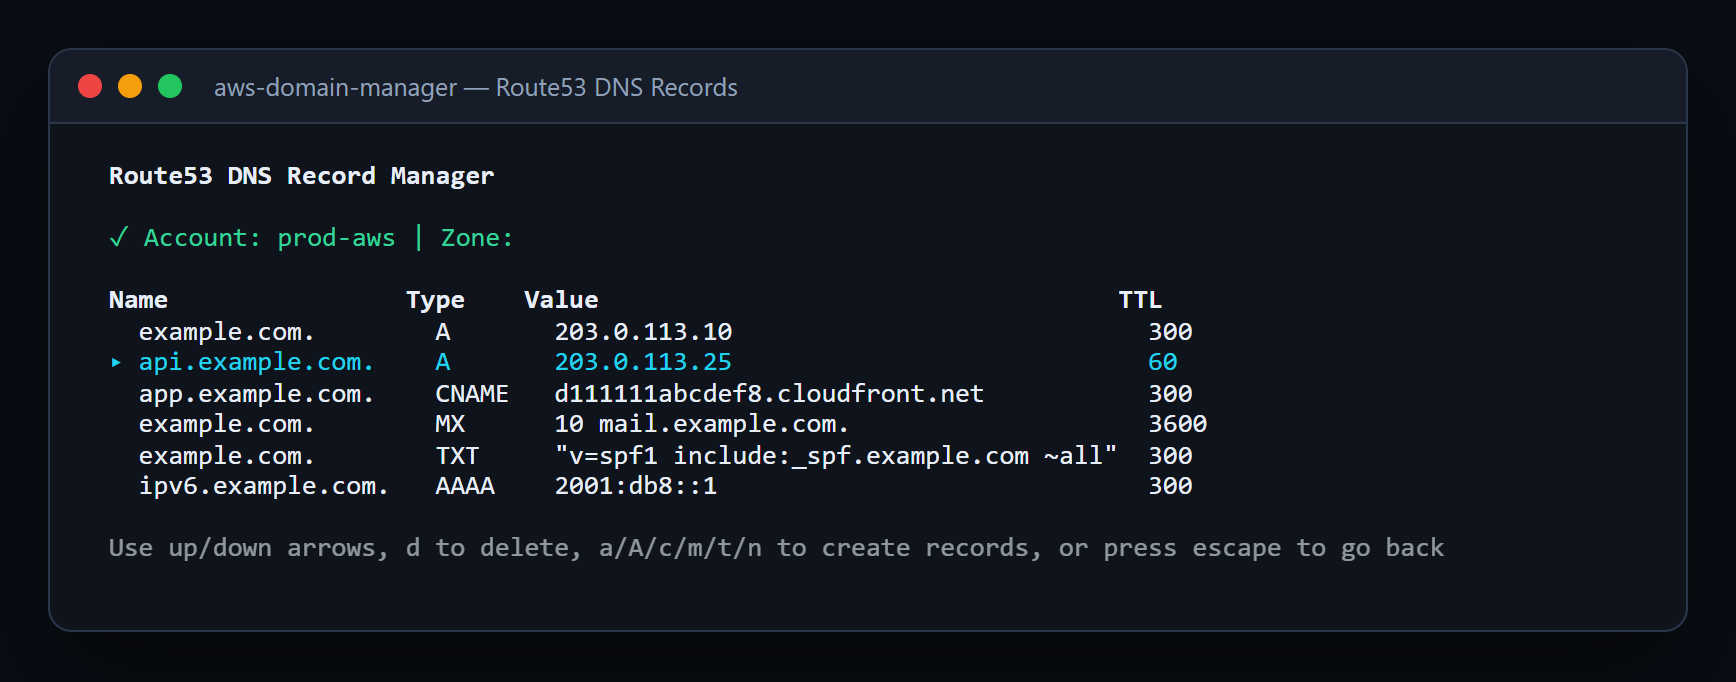 aws-domain-manager — Route53 DNS Records
Route53 DNS Record Manager
✓ Account: prod-aws | Zone:
Name Type Value TTL
example.com. A 203.0.113.10 300
▸ api.example.com. A 203.0.113.25 60
app.example.com. CNAME d111111abcdef8.cloudfront.net 300
example.com. MX 10 mail.example.com. 3600
example.com. TXT "v=spf1 include:_spf.example.com ~all" 300
ipv6.example.com. AAAA 2001:db8::1 300
Use up/down arrows, d to delete, a/A/c/m/t/n to create records, or press escape to go back